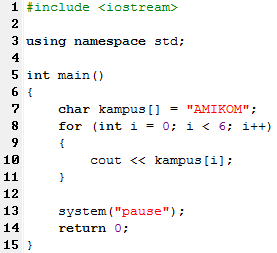 1 #include <iostream>
2
3 using namespace std;
4
5 int main()
6 {
7     char kampus[] = "AMIKOM";
8     for (int i = 0; i < 6; i++)
9     {
10         cout << kampus[i];
11     }
12
13     system("pause");
14     return 0;
15 }